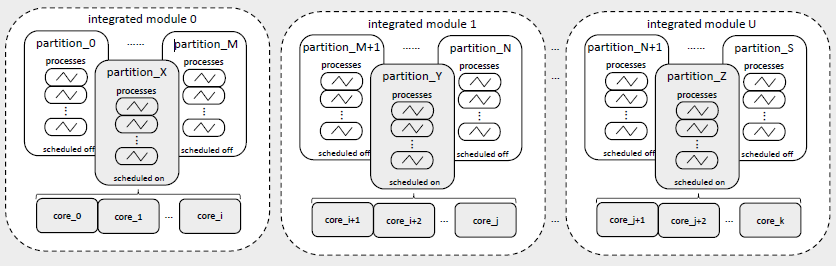 integrated module 0
partition_0
......
partition_M
processes
partition_X
processes
processes
scheduled off
scheduled off
scheduled on
core_0
core_1
...
core_i
integrated module 1
partition_M+1
......
partition_N
processes
partition_Y
processes
processes
scheduled off
scheduled off
scheduled on
core_i+1
core_i+2
...
core_j
...
...
...
integrated module U
partition_N+1
......
partition_S
processes
partition_Z
processes
processes
scheduled off
scheduled off
scheduled on
core_j+1
core_j+2
...
core_k